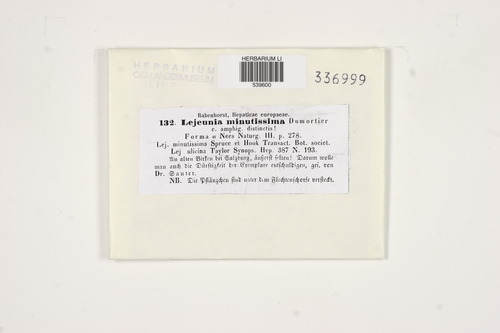 HERBARIUM LI
539600
336999
HERBARIUM
Rabenhorst, Hepaticae europaeae.
132. Lejeunia minutissima Dumortier
c. amphig. distinctis!
Forma α Nees Naturg. III. p. 278.
Lej. minutissima Spruce et Hook Transact. Bot. societ.
Lej ulicina Taylor Synops. Hep. 387 N. 193.
An alten Birken bei Salzburg, äußerst selten! Darum wolle
man auch die Dürftigkeit der Exemplare entschuldigen, ges. von
Dr. Sauter.
NB. Die Pflänzchen sind unter dem Flechtenschorfe versteckt.